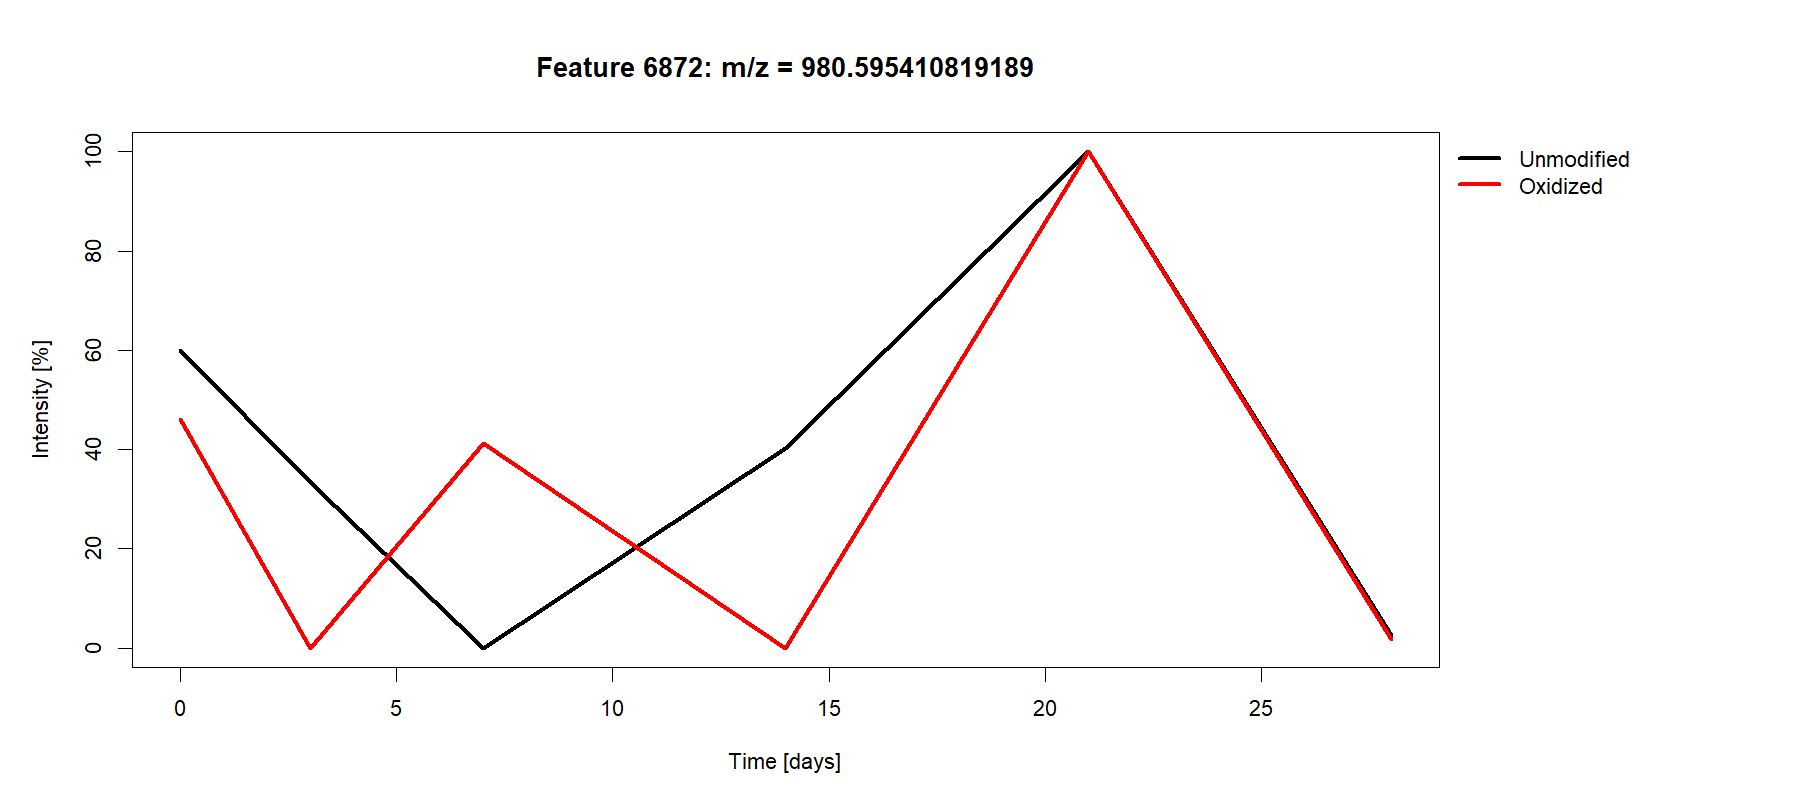 Feature 6872: m/z = 980.595410819189
Unmodified
Oxidized
Intensity [%]
100
80
60
40
20
0
0 5 10 15 20 25
Time [days]